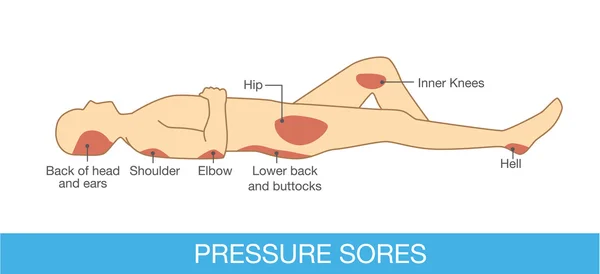 Hip
Inner Knees
Back of head
and ears
Shoulder
Elbow
Lower back
and buttocks
Hell
PRESSURE SORES